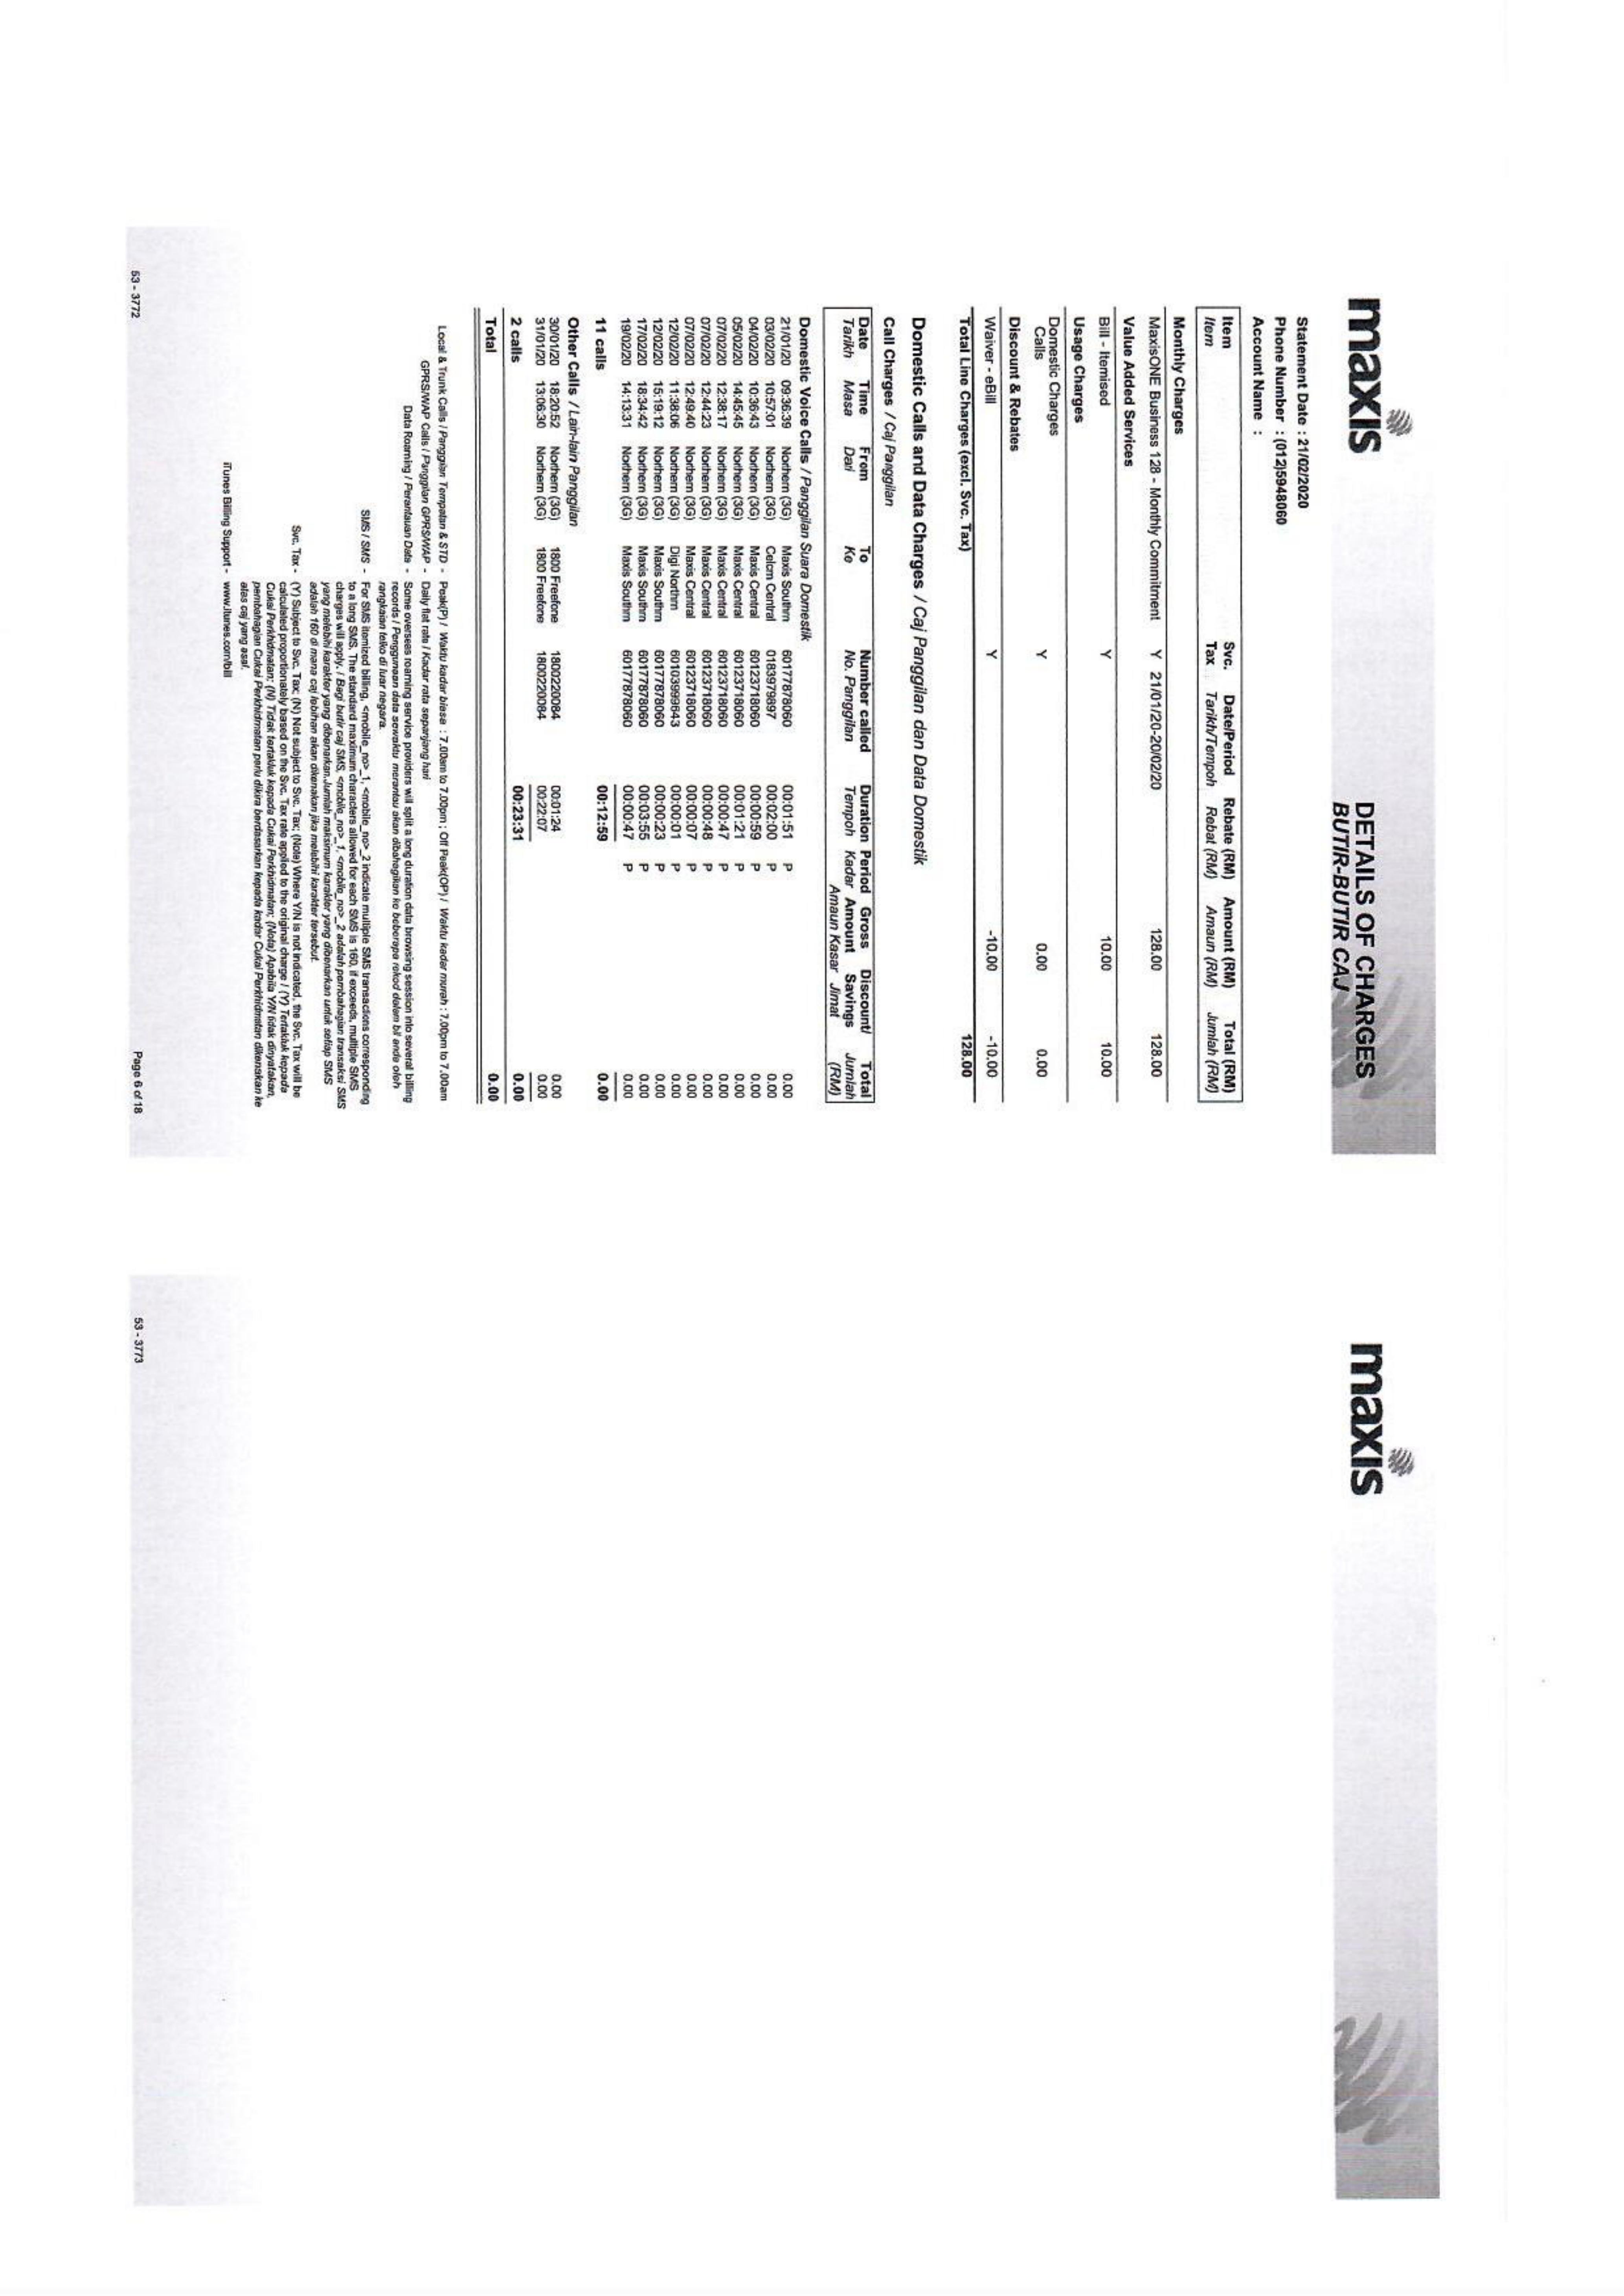 maxis
DETAILS OF CHARGES
BUTIR-BUTIR CAJ
Statement Date : 21/02/2020
Phone Number : (012)5948060
Account Name :
Item Svc. Date/Period Rebate (RM) Amount (RM) Total (RM)
Item Tax Tarikh/Tempoh Rebat (RM) Amaun (RM) Jumlah (RM)
Monthly Charges
MaxisONE Business 128 - Monthly Commitment Y 21/01/20-20/02/20 128.00 128.00
Value Added Services
Bill - Itemised Y 10.00 10.00
Usage Charges
Domestic Charges
Calls Y 0.00 0.00
Discount & Rebates
Waiver - eBill Y -10.00 -10.00
Total Line Charges (excl. Svc. Tax) 128.00
Domestic Calls and Data Charges / Caj Panggilan dan Data Domestik
Call Charges / Caj Panggilan
Date Time From To Number called Duration Period Gross Discount/ Total
Tarikh Masa Dari Ke No. Panggilan Tempoh Kadar Amount Savings Jumlah
Amaun Kasar Jimat (RM)
Domestic Voice Calls / Panggilan Suara Domestik
21/01/20 09:36:39 Northern (3G) Maxis Southrn 60177878060 00:01:51 P 0.00
03/02/20 10:57:01 Northern (3G) Celcm Central 0183979897 00:02:00 P 0.00
04/02/20 10:36:43 Northern (3G) Maxis Central 60123718060 00:00:59 P 0.00
05/02/20 14:45:45 Northern (3G) Maxis Central 60123718060 00:01:21 P 0.00
07/02/20 12:38:17 Northern (3G) Maxis Central 60123718060 00:00:47 P 0.00
07/02/20 12:44:23 Northern (3G) Maxis Central 60123718060 00:00:48 P 0.00
07/02/20 12:49:40 Northern (3G) Maxis Central 60123718060 00:00:07 P 0.00
12/02/20 11:38:06 Northern (3G) Digi Northrn 60103999643 00:00:01 P 0.00
12/02/20 15:19:12 Northern (3G) Maxis Southrn 60177878060 00:00:23 P 0.00
17/02/20 18:34:42 Northern (3G) Maxis Southrn 60177878060 00:03:55 P 0.00
19/02/20 14:13:31 Northern (3G) Maxis Southrn 60177878060 00:00:47 P 0.00
11 calls 00:12:59 0.00
Other Calls / Lain-lain Panggilan
30/01/20 18:20:52 Northern (3G) 1800 Freefone 1800220084 00:01:24 0.00
31/01/20 13:06:30 Northern (3G) 1800 Freefone 1800220084 00:22:07 0.00
2 calls 00:23:31 0.00
Total 0.00
Local & Trunk Calls / Panggilan Tempatan & STD - Peak(P) / Waktu kadar biasa : 7.00am to 7.00pm ; Off Peak(OP) / Waktu kadar murah : 7.00pm to 7.00am
GPRS/WAP Calls / Panggilan GPRS/WAP - Daily flat rate / Kadar rata sepanjang hari
Data Roaming / Perantauan Data - Some overseas roaming service providers will split a long duration data browsing session into several billing
records / Penggunaan data sewaktu merantau akan dibahagikan ke beberapa rekod dalam bil anda oleh
rangkaian telko di luar negara.
SMS / SMS - For SMS itemized billing, <mobile_no>_1, <mobile_no>_2 indicate multiple SMS transactions corresponding
to a long SMS. The standard maximum characters allowed for each SMS is 160, if exceeds, multiple SMS
charges will apply. / Bagi butir caj SMS, <mobile_no>_1, <mobile_no>_2 adalah pembahagian transaksi SMS
yang melebihi karakter yang dibenarkan.Jumlah maksimum karakter yang dibenarkan untuk setiap SMS
adalah 160 di mana caj lebihan akan dikenakan jika melebihi karakter tersebut.
Svc. Tax - (Y) Subject to Svc. Tax; (N) Not subject to Svc. Tax; (Note) Where Y/N is not indicated, the Svc. Tax will be
calculated proportionately based on the Svc. Tax rate applied to the original charge / (Y) Tertakluk kepada
Cukai Perkhidmatan; (N) Tidak tertakluk kepada Cukai Perkhidmatan; (Nota) Apabila Y/N tidak dinyatakan,
pembahagian Cukai Perkhidmatan perlu dikira berdasarkan kepada kadar Cukai Perkhidmatan dikenakan ke
atas caj yang asal.
iTunes Billing Support - www.itunes.com/bill
53 - 3772 Page 6 of 18
maxis
53 - 3773